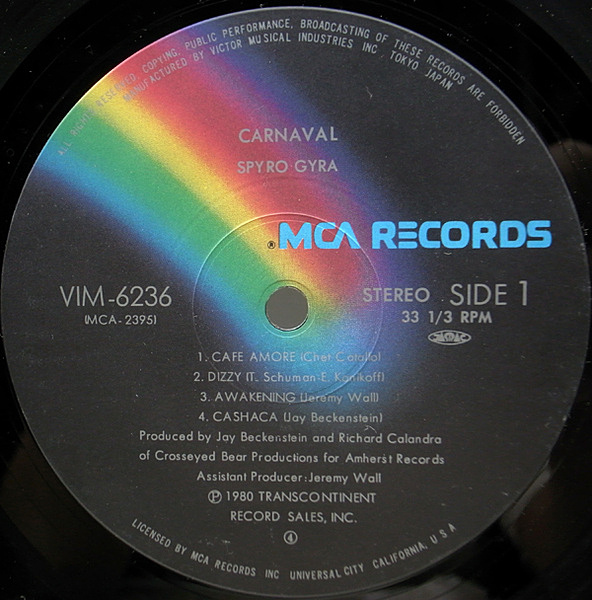 ALL RIGHTS RESERVED. COPYING, PUBLIC PERFORMANCE, BROADCASTING OF THESE RECORDS ARE FORBIDDEN
MANUFACTURED BY VICTOR MUSICAL INDUSTRIES INC. TOKYO JAPAN
CARNAVAL
SPYRO GYRA
® MCA RECORDS
VIM-6236
(MCA-2395)
STEREO SIDE 1
33 1/3 RPM
1. CAFE AMORE (Chet Catallo)
2. DIZZY (T. Schuman-E. Konikoff)
3. AWAKENING (Jeremy Wall)
4. CASHACA (Jay Beckenstein)
Produced by Jay Beckenstein and Richard Calandra
of Crosseyed Bear Productions for Amherst Records
Assistant Producer: Jeremy Wall
℗ 1980 TRANSCONTINENT
RECORD SALES, INC.
④
LICENSED BY MCA RECORDS INC UNIVERSAL CITY CALIFORNIA, U S A